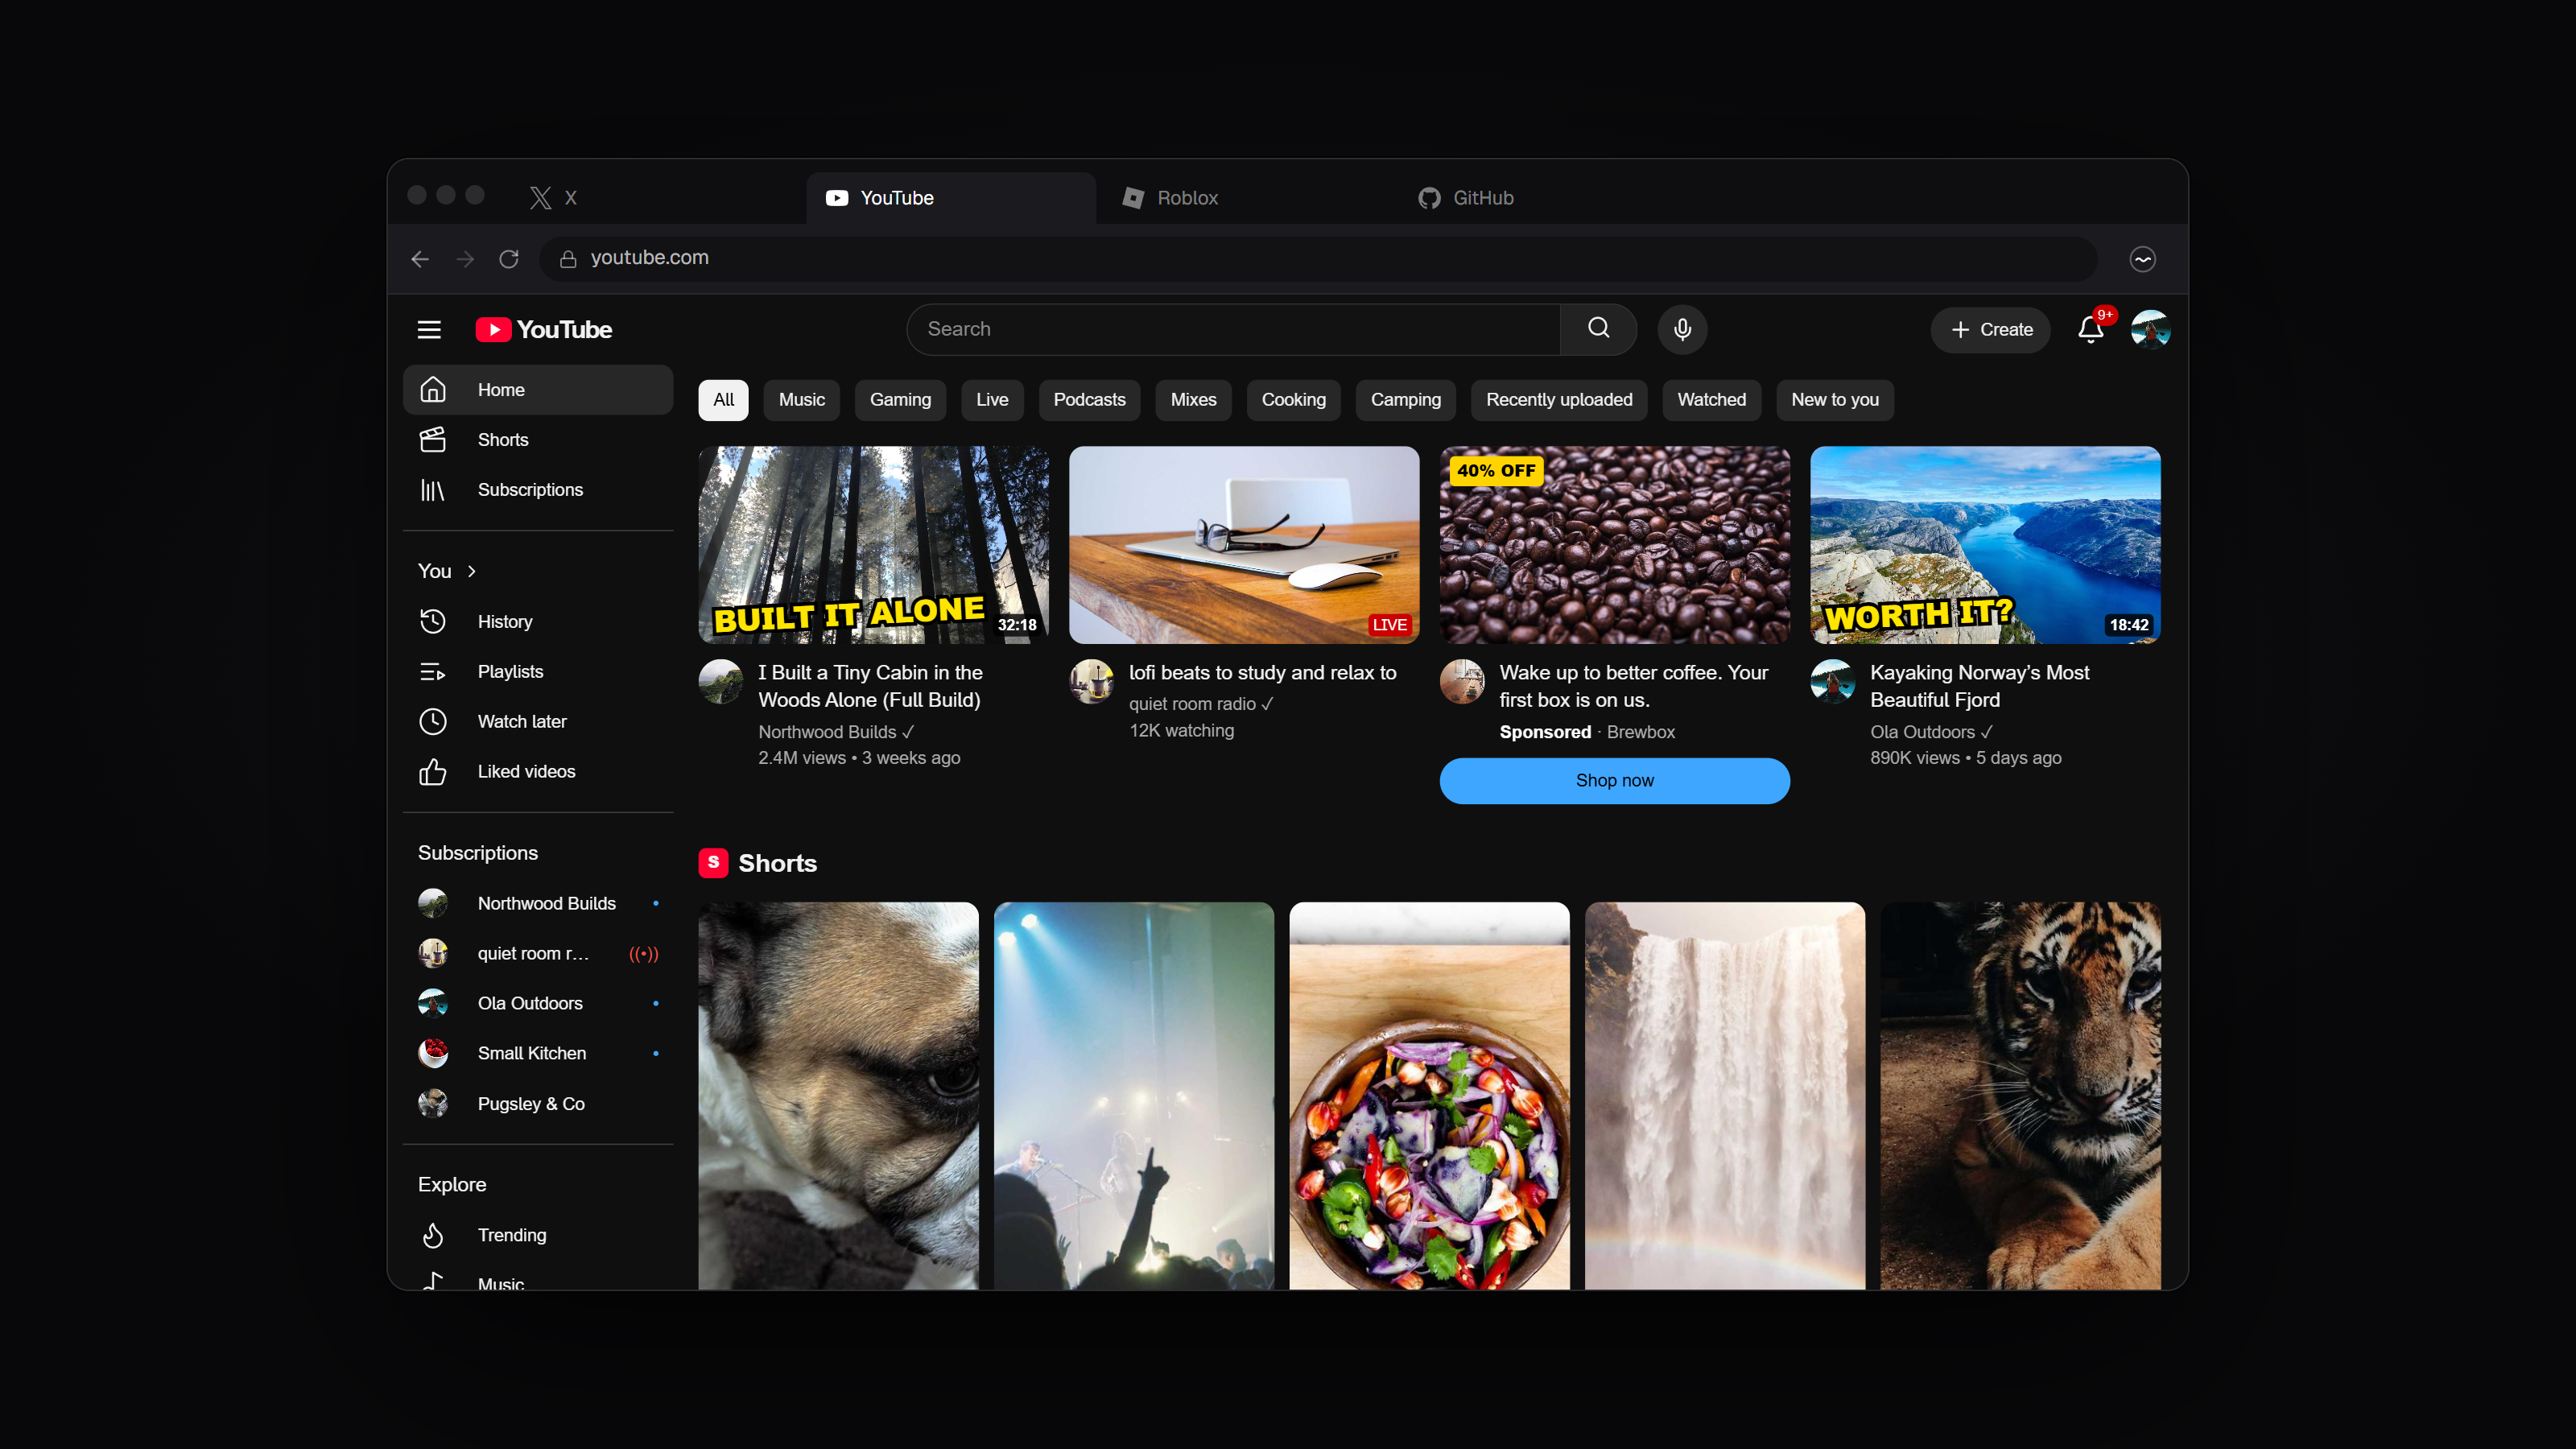 X
YouTube
Roblox
GitHub
youtube.com
YouTube
Search
Create
9+
Home
Shorts
Subscriptions
You
History
Playlists
Watch later
Liked videos
Subscriptions
Northwood Builds
quiet room r…
Ola Outdoors
Small Kitchen
Pugsley & Co
Explore
Trending
Music
All
Music
Gaming
Live
Podcasts
Mixes
Cooking
Camping
Recently uploaded
Watched
New to you
BUILT IT ALONE
32:18
I Built a Tiny Cabin in the
Woods Alone (Full Build)
Northwood Builds ✓
2.4M views • 3 weeks ago
LIVE
lofi beats to study and relax to
quiet room radio ✓
12K watching
40% OFF
Wake up to better coffee. Your
first box is on us.
Sponsored · Brewbox
Shop now
WORTH IT?
18:42
Kayaking Norway’s Most
Beautiful Fjord
Ola Outdoors ✓
890K views • 5 days ago
S
Shorts